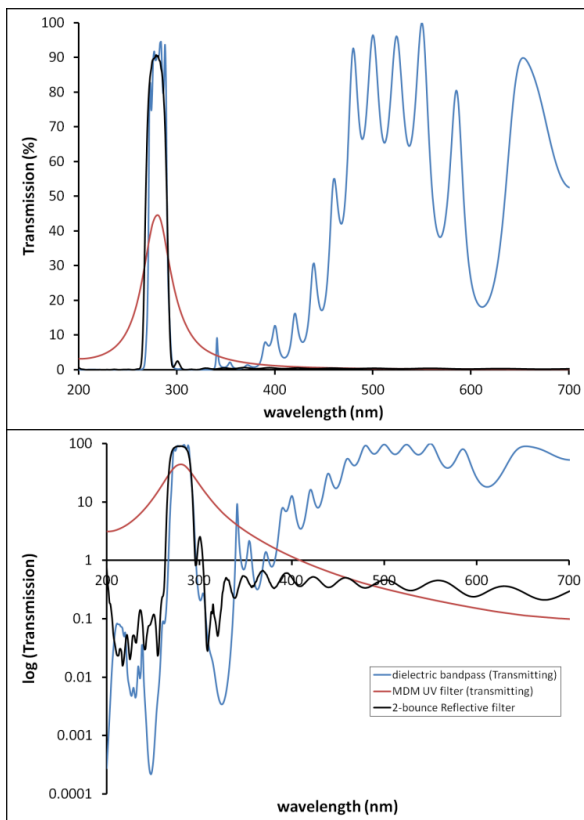 Transmission (%)
100
90
80
70
60
50
40
30
20
10
0
200 300 400 500 600 700
wavelength (nm)
log (Transmission)
100
10
1
200 300 400 500 600 700
0.1
0.01
0.001
0.0001
dielectric bandpass (Transmitting)
MDM UV filter (transmitting)
2-bounce Reflective filter
wavelength (nm)